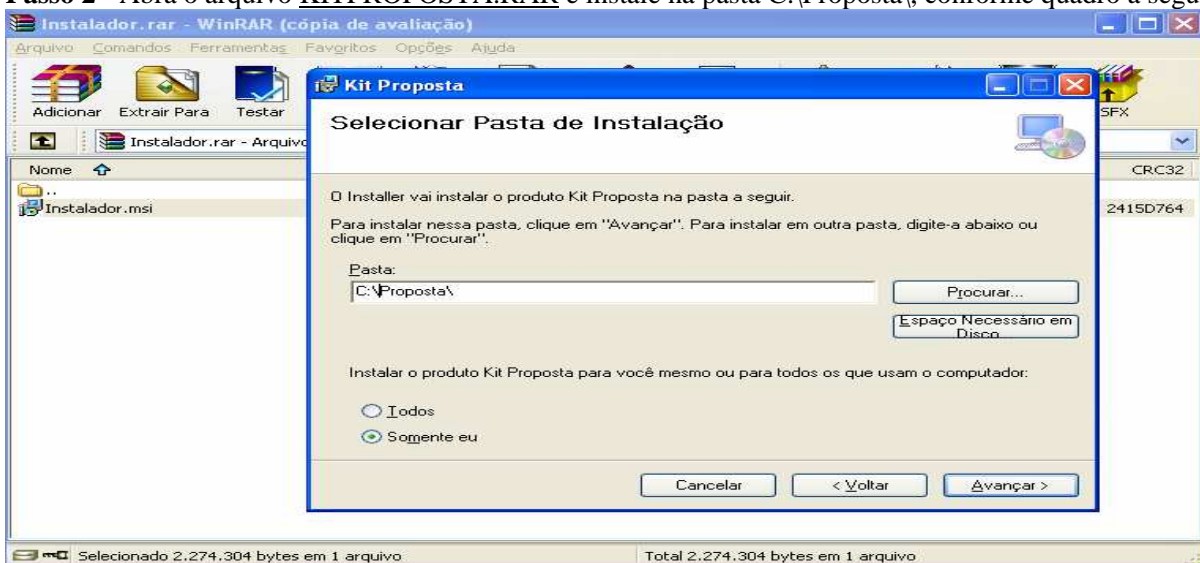 Passo 2 - Abra o arquivo KITPROPOSTA.RAR e instale na pasta C:\Proposta\, conforme quadro a segui
Instalador.rar - WinRAR (cópia de avaliação)
Arquivo Comandos Ferramentas Favoritos Opções Ajuda
Adicionar Extrair Para Testar SFX
Instalador.rar - Arquivo
Nome CRC32
..
Instalador.msi 2415D764
Kit Proposta
Selecionar Pasta de Instalação
O Installer vai instalar o produto Kit Proposta na pasta a seguir.
Para instalar nessa pasta, clique em "Avançar". Para instalar em outra pasta, digite-a abaixo ou
clique em "Procurar".
Pasta:
C:\Proposta\
Procurar...
Espaço Necessário em
Disco...
Instalar o produto Kit Proposta para você mesmo ou para todos os que usam o computador:
Todos
Somente eu
Cancelar < Voltar Avançar >
Selecionado 2.274.304 bytes em 1 arquivo Total 2.274.304 bytes em 1 arquivo